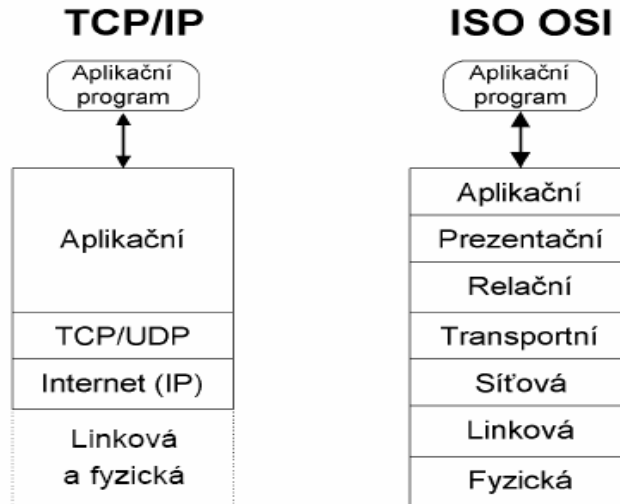 TCP/IP
Aplikační
program
Aplikační
TCP/UDP
Internet (IP)
Linková
a fyzická
ISO OSI
Aplikační
program
Aplikační
Prezentační
Relační
Transportní
Síťová
Linková
Fyzická